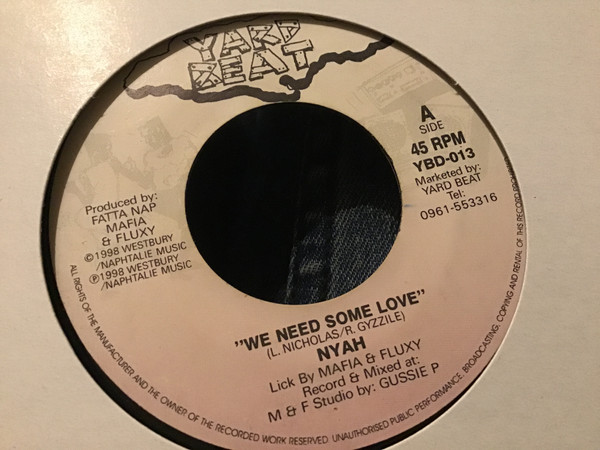 YARD
BEAT
A
SIDE
45 RPM
YBD-013
Marketed by:
YARD BEAT
Tel:
0961-553316
Produced by:
FATTA NAP
MAFIA
& FLUXY
© 1998 WESTBURY
/NAPHTALIE MUSIC
℗ 1998 WESTBURY
/NAPHTALIE MUSIC
"WE NEED SOME LOVE"
(L. NICHOLAS/R. GYZZILE)
NYAH
Lick By MAFIA & FLUXY
Record & Mixed at:
M & F Studio by: GUSSIE P
ALL RIGHTS OF THE MANUFACTURER AND THE OWNER OF THE RECORDED WORK RESERVED. UNAUTHORISED PUBLIC PERFORMANCE, BROADCASTING, COPYING AND RENTAL OF THIS RECORD